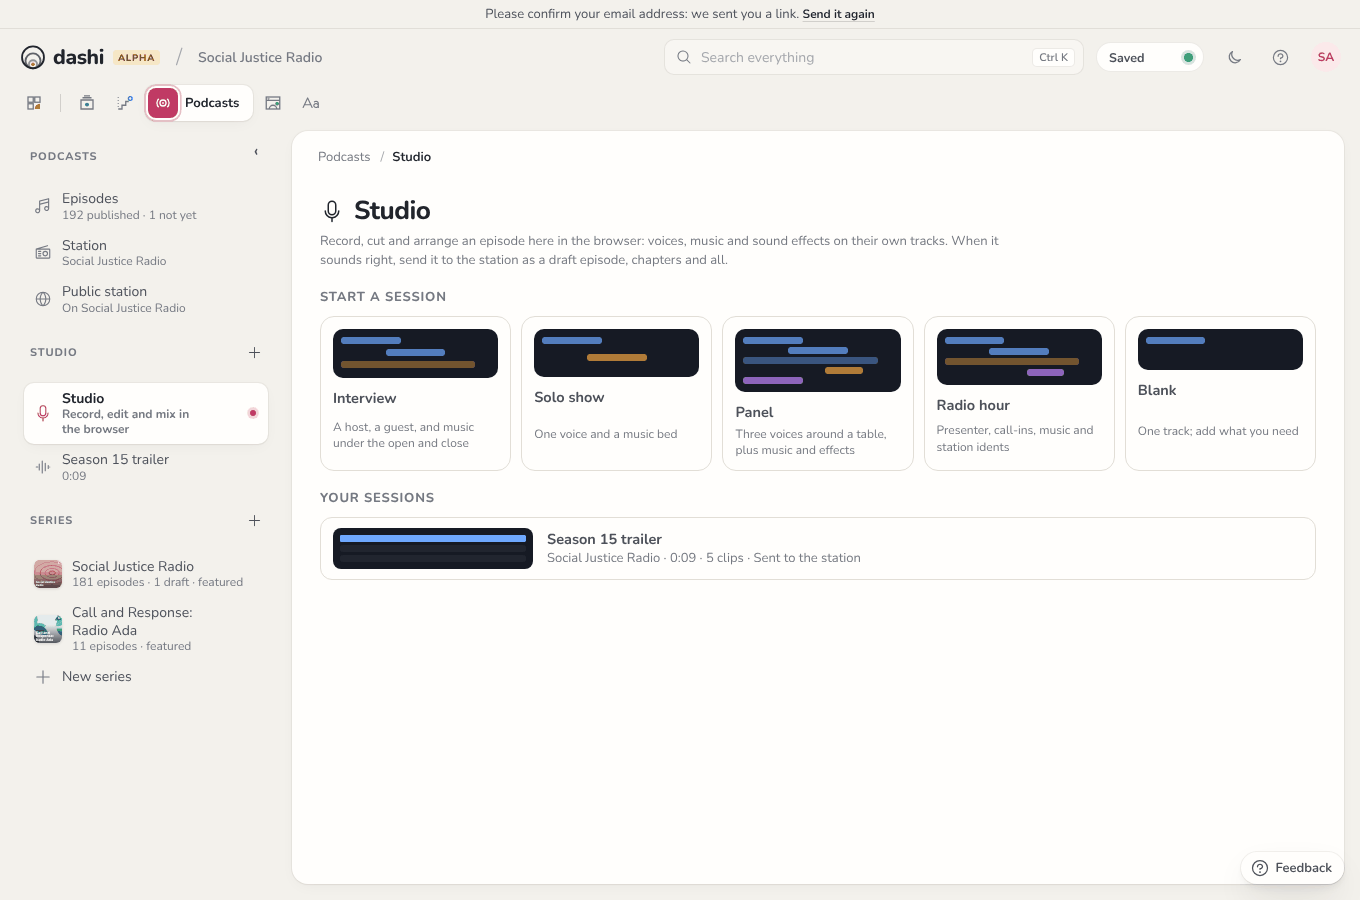 Please confirm your email address: we sent you a link. Send it again
dashi ALPHA / Social Justice Radio
Search everything Ctrl K
Saved
SA
Podcasts
Aa
PODCASTS
Episodes
192 published · 1 not yet
Station
Social Justice Radio
Public station
On Social Justice Radio
STUDIO
Studio
Record, edit and mix in
the browser
Season 15 trailer
0:09
SERIES
Social Justice Radio
181 episodes · 1 draft · featured
Call and Response:
Radio Ada
11 episodes · featured
New series
Podcasts / Studio
Studio
Record, cut and arrange an episode here in the browser: voices, music and sound effects on their own tracks. When it
sounds right, send it to the station as a draft episode, chapters and all.
START A SESSION
Interview
A host, a guest, and music
under the open and close
Solo show
One voice and a music bed
Panel
Three voices around a table,
plus music and effects
Radio hour
Presenter, call-ins, music and
station idents
Blank
One track; add what you need
YOUR SESSIONS
Season 15 trailer
Social Justice Radio · 0:09 · 5 clips · Sent to the station
Feedback